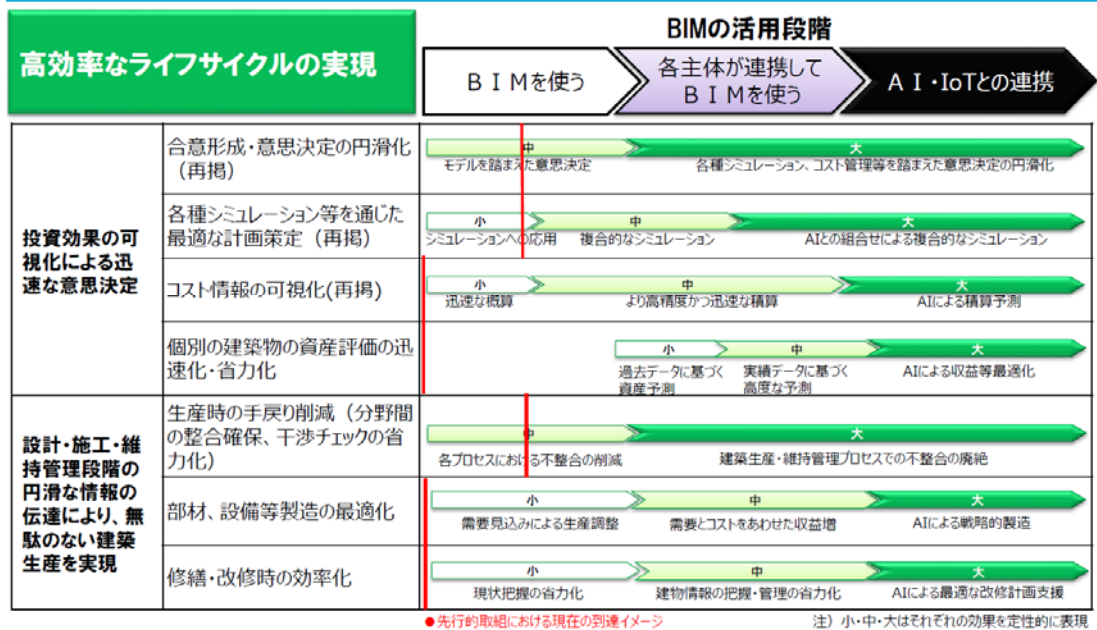 BIMの活用段階
高効率なライフサイクルの実現
BIMを使う
各主体が連携して
BIMを使う
AI・IoTとの連携
投資効果の可
視化による迅
速な意思決定
合意形成・意思決定の円滑化
(再掲)
中
大
モデルを踏まえた意思決定
各種シミュレーション、コスト管理等を踏まえた意思決定の円滑化
各種シミュレーション等を通じた
最適な計画策定(再掲)
小
中
大
シミュレーションへの応用
複合的なシミュレーション
AIとの組合せによる複合的なシミュレーション
コスト情報の可視化(再掲)
小
中
大
迅速な概算
より高精度かつ迅速な積算
AIによる積算予測
個別の建築物の資産評価の迅
速化・省力化
小
中
大
過去データに基づく
資産予測
実績データに基づく
高度な予測
AIによる収益等最適化
設計・施工・維
持管理段階の
円滑な情報の
伝達により、無
駄のない建築
生産を実現
生産時の手戻り削減(分野間
の整合確保、干渉チェックの省
力化)
中
大
各プロセスにおける不整合の削減
建築生産・維持管理プロセスでの不整合の廃絶
部材、設備等製造の最適化
小
中
大
需要見込みによる生産調整
需要とコストをあわせた収益増
AIによる戦略的製造
修繕・改修時の効率化
小
中
大
現状把握の省力化
建物情報の把握・管理の省力化
AIによる最適な改修計画支援
●先行的取組における現在の到達イメージ
注)小・中・大はそれぞれの効果を定性的に表現